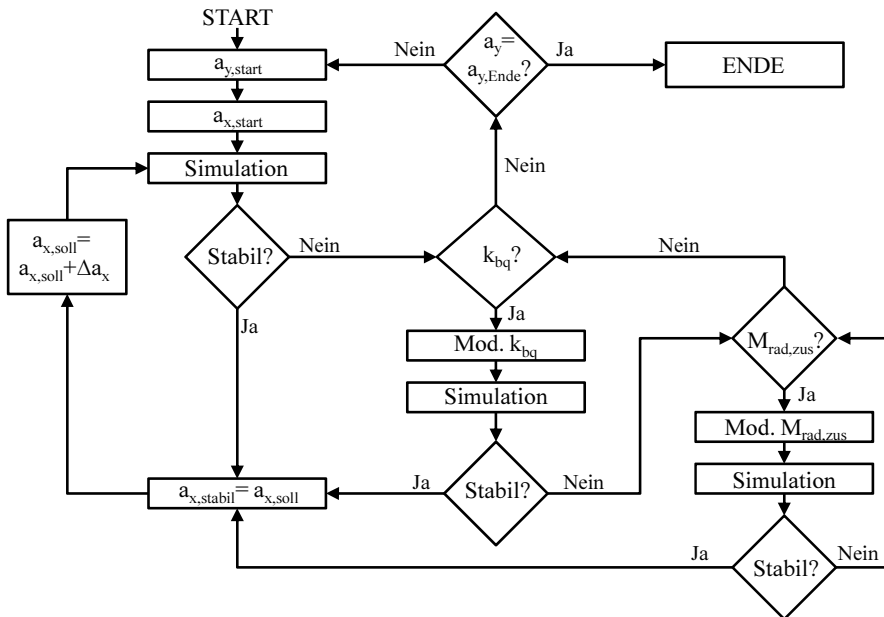 START
a_y,start
a_x,start
Simulation
Stabil?
Nein
Ja
a_x,soll=
a_x,soll+Δa_x
a_x,stabil= a_x,soll
Nein
a_y=
a_y,Ende?
Ja
ENDE
Nein
k_bq?
Ja
Mod. k_bq
Simulation
Stabil?
Ja
Nein
Nein
M_rad,zus?
Ja
Mod. M_rad,zus
Simulation
Stabil?
Ja
Nein